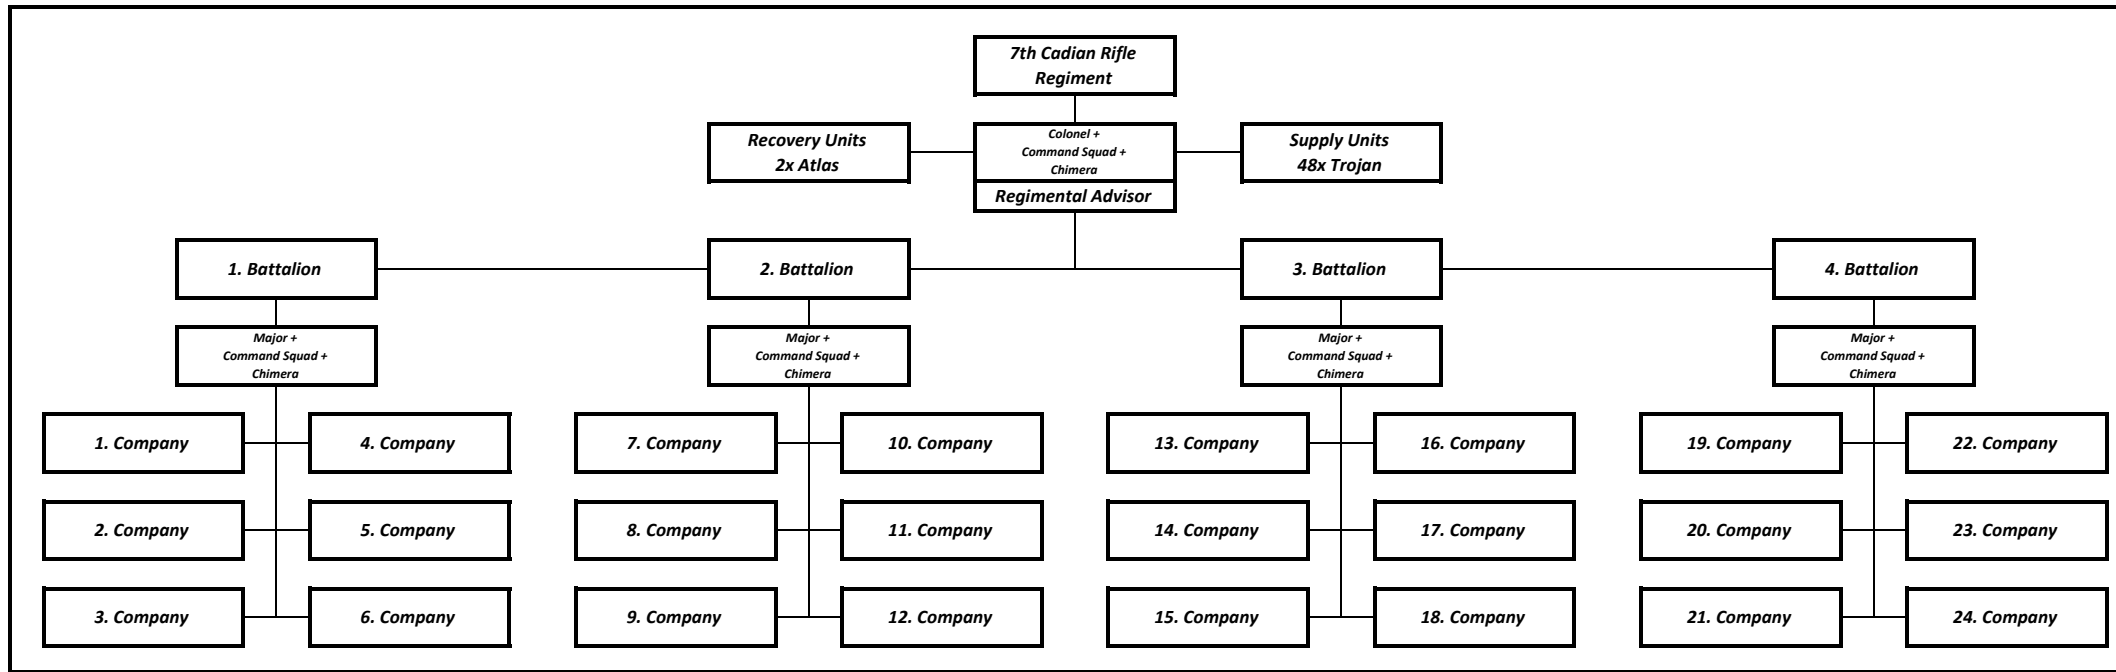 7th Cadian Rifle
Regiment
Recovery Units
2x Atlas
Colonel +
Command Squad +
Chimera
Supply Units
48x Trojan
Regimental Advisor
1. Battalion
2. Battalion
3. Battalion
4. Battalion
Major +
Command Squad +
Chimera
Major +
Command Squad +
Chimera
Major +
Command Squad +
Chimera
Major +
Command Squad +
Chimera
1. Company
4. Company
7. Company
10. Company
13. Company
16. Company
19. Company
22. Company
2. Company
5. Company
8. Company
11. Company
14. Company
17. Company
20. Company
23. Company
3. Company
6. Company
9. Company
12. Company
15. Company
18. Company
21. Company
24. Company